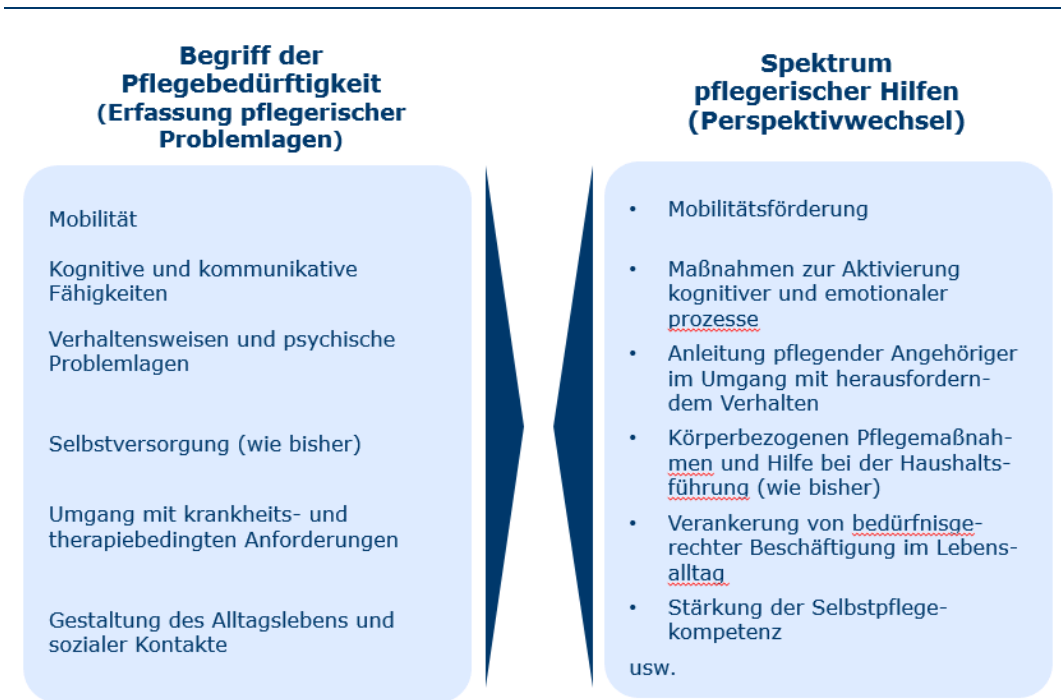 Begriff der
Pflegebedürftigkeit
(Erfassung pflegerischer
Problemlagen)
Mobilität
Kognitive und kommunikative
Fähigkeiten
Verhaltensweisen und psychische
Problemlagen
Selbstversorgung (wie bisher)
Umgang mit krankheits- und
therapiebedingten Anforderungen
Gestaltung des Alltagslebens und
sozialer Kontakte
Spektrum
pflegerischer Hilfen
(Perspektivwechsel)
• Mobilitätsförderung
• Maßnahmen zur Aktivierung
kognitiver und emotionaler
prozesse
• Anleitung pflegender Angehöriger
im Umgang mit herausfordern-
dem Verhalten
• Körperbezogenen Pflegemaßnah-
men und Hilfe bei der Haushalts-
führung (wie bisher)
• Verankerung von bedürfnisge-
rechter Beschäftigung im Lebens-
alltag
• Stärkung der Selbstpflege-
kompetenz
usw.